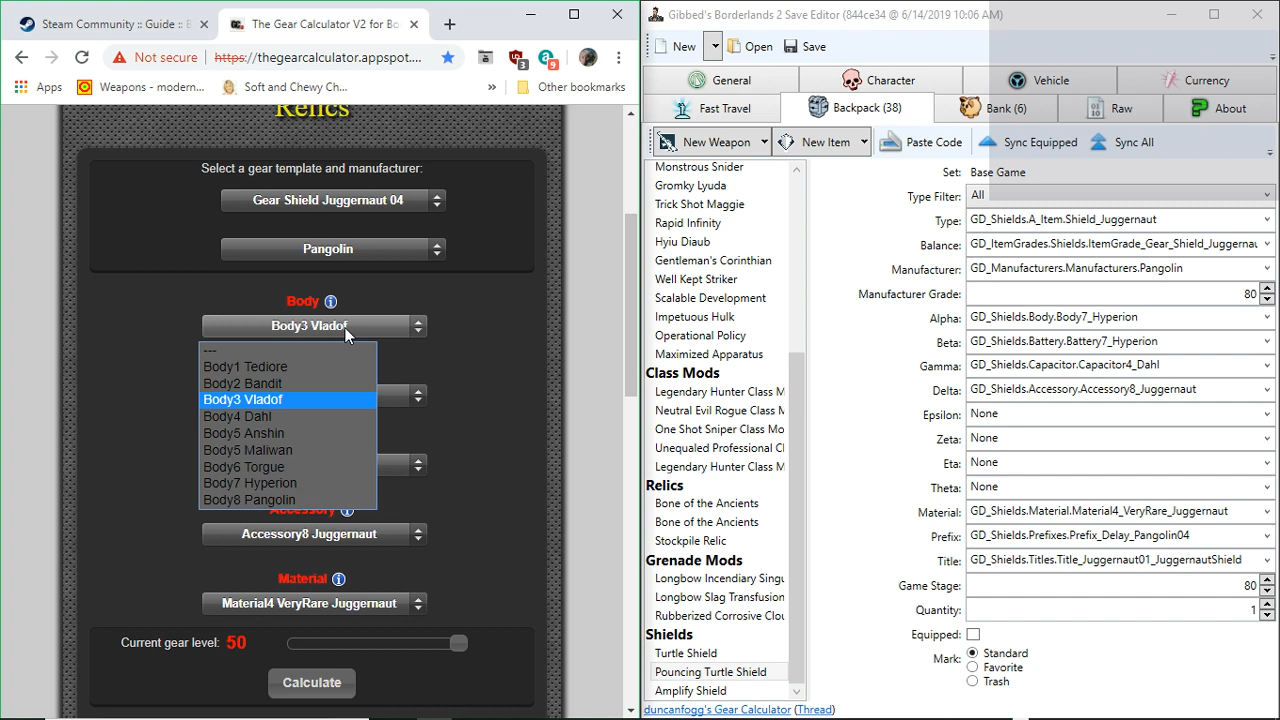 Steam Community :: Guide :: B
The Gear Calculator V2 for Bo
Not secure
https://thegearcalculator.appspot....
3
9
Apps
Weapons - modern...
Soft and Chewy Ch...
»
Other bookmarks
Relics
Select a gear template and manufacturer:
Gear Shield Juggernaut 04
Pangolin
Body
Body3 Vladof
---
Body1 Tediore
Body2 Bandit
Body3 Vladof
Body4 Dahl
Body5 Anshin
Body5 Maliwan
Body6 Torgue
Body7 Hyperion
Body8 Pangolin
Accessory
Accessory8 Juggernaut
Material
Material4 VeryRare Juggernaut
Current gear level: 50
Calculate
Gibbed's Borderlands 2 Save Editor (844ce34 @ 6/14/2019 10:06 AM)
New
Open
Save
General
Character
Vehicle
Currency
Fast Travel
Backpack (38)
Bank (6)
Raw
About
New Weapon
New Item
Paste Code
Sync Equipped
Sync All
Monstrous Snider
Gromky Lyuda
Trick Shot Maggie
Rapid Infinity
Hyiu Daub
Gentleman's Corinthian
Well Kept Striker
Scalable Development
Impetuous Hulk
Operational Policy
Maximized Apparatus
Class Mods
Legendary Hunter Class M
Neutral Evil Rogue Class M
One Shot Sniper Class Mo
Unequaled Professional C
Legendary Hunter Class M
Relics
Bone of the Ancients
Bone of the Ancients
Stockpile Relic
Grenade Mods
Longbow Incendiary Sing
Longbow Slag Transfusion
Rubberized Corrosive Clou
Shields
Turtle Shield
Pouncing Turtle Shield
Amplify Shield
duncanfogg's Gear Calculator (Thread)
Set: Base Game
Type Filter: All
Type: GD_Shields.A_Item.Shield_Juggernaut
Balance: GD_ItemGrades.Shields.ItemGrade_Gear_Shield_Juggernau
Manufacturer: GD_Manufacturers.Manufacturers.Pangolin
Manufacturer Grade: 80
Alpha: GD_Shields.Body.Body7_Hyperion
Beta: GD_Shields.Battery.Battery7_Hyperion
Gamma: GD_Shields.Capacitor.Capacitor4_Dahl
Delta: GD_Shields.Accessory.Accessory8_Juggernaut
Epsilon: None
Zeta: None
Eta: None
Theta: None
Material: GD_Shields.Material.Material4_VeryRare_Juggernaut
Prefix: GD_Shields.Prefixes.Prefix_Delay_Pangolin04
Title: GD_Shields.Titles.Title_Juggernaut01_JuggernautShield
Game Stage: 80
Quantity: 1
Equipped:
Mark: Standard
Favorite
Trash